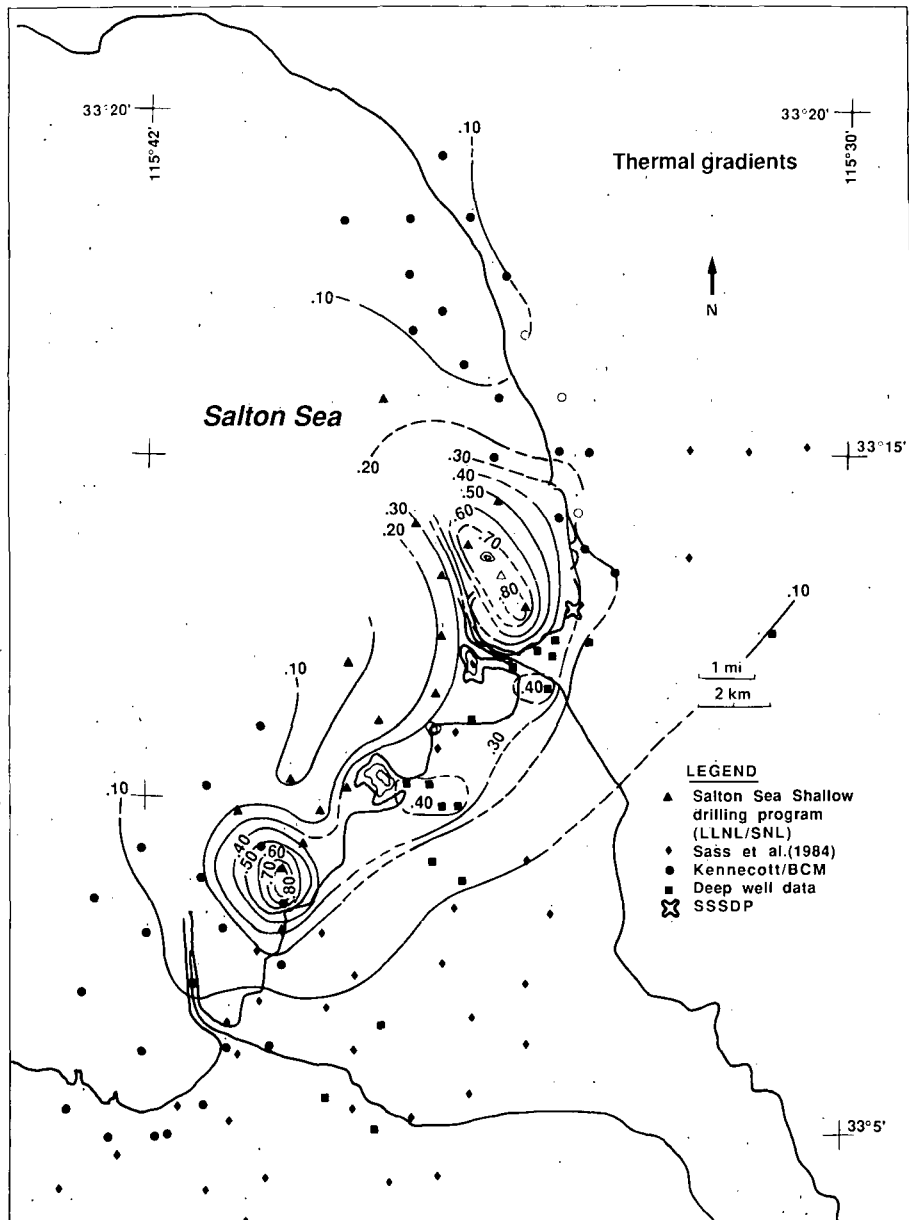 33°20'
115°42'
.10
33°20'
115°30'
Thermal gradients
N
.10
Salton Sea
.20
.30
.40
.50
.60
.70
.80
33°15'
.30
.20
.10
.10
1 mi
2 km
.40
.30
.10
.40
.40
.50
.60
.70
.80
LEGEND
Salton Sea Shallow
drilling program
(LLNL/SNL)
Sass et al.(1984)
Kennecott/BCM
Deep well data
SSSDP
33°5'